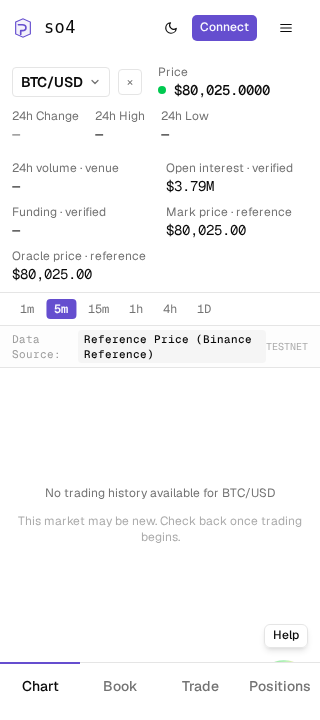 so4
Connect
BTC/USD
×
Price
$80,025.0000
24h Change
24h High
24h Low
—
—
—
24h volume · venue
Open interest · verified
—
$3.79M
Funding · verified
Mark price · reference
—
$80,025.00
Oracle price · reference
$80,025.00
1m
5m
15m
1h
4h
1D
Data
Source:
Reference Price (Binance
Reference)
TESTNET
No trading history available for BTC/USD
This market may be new. Check back once trading
begins.
Help
Chart
Book
Trade
Positions